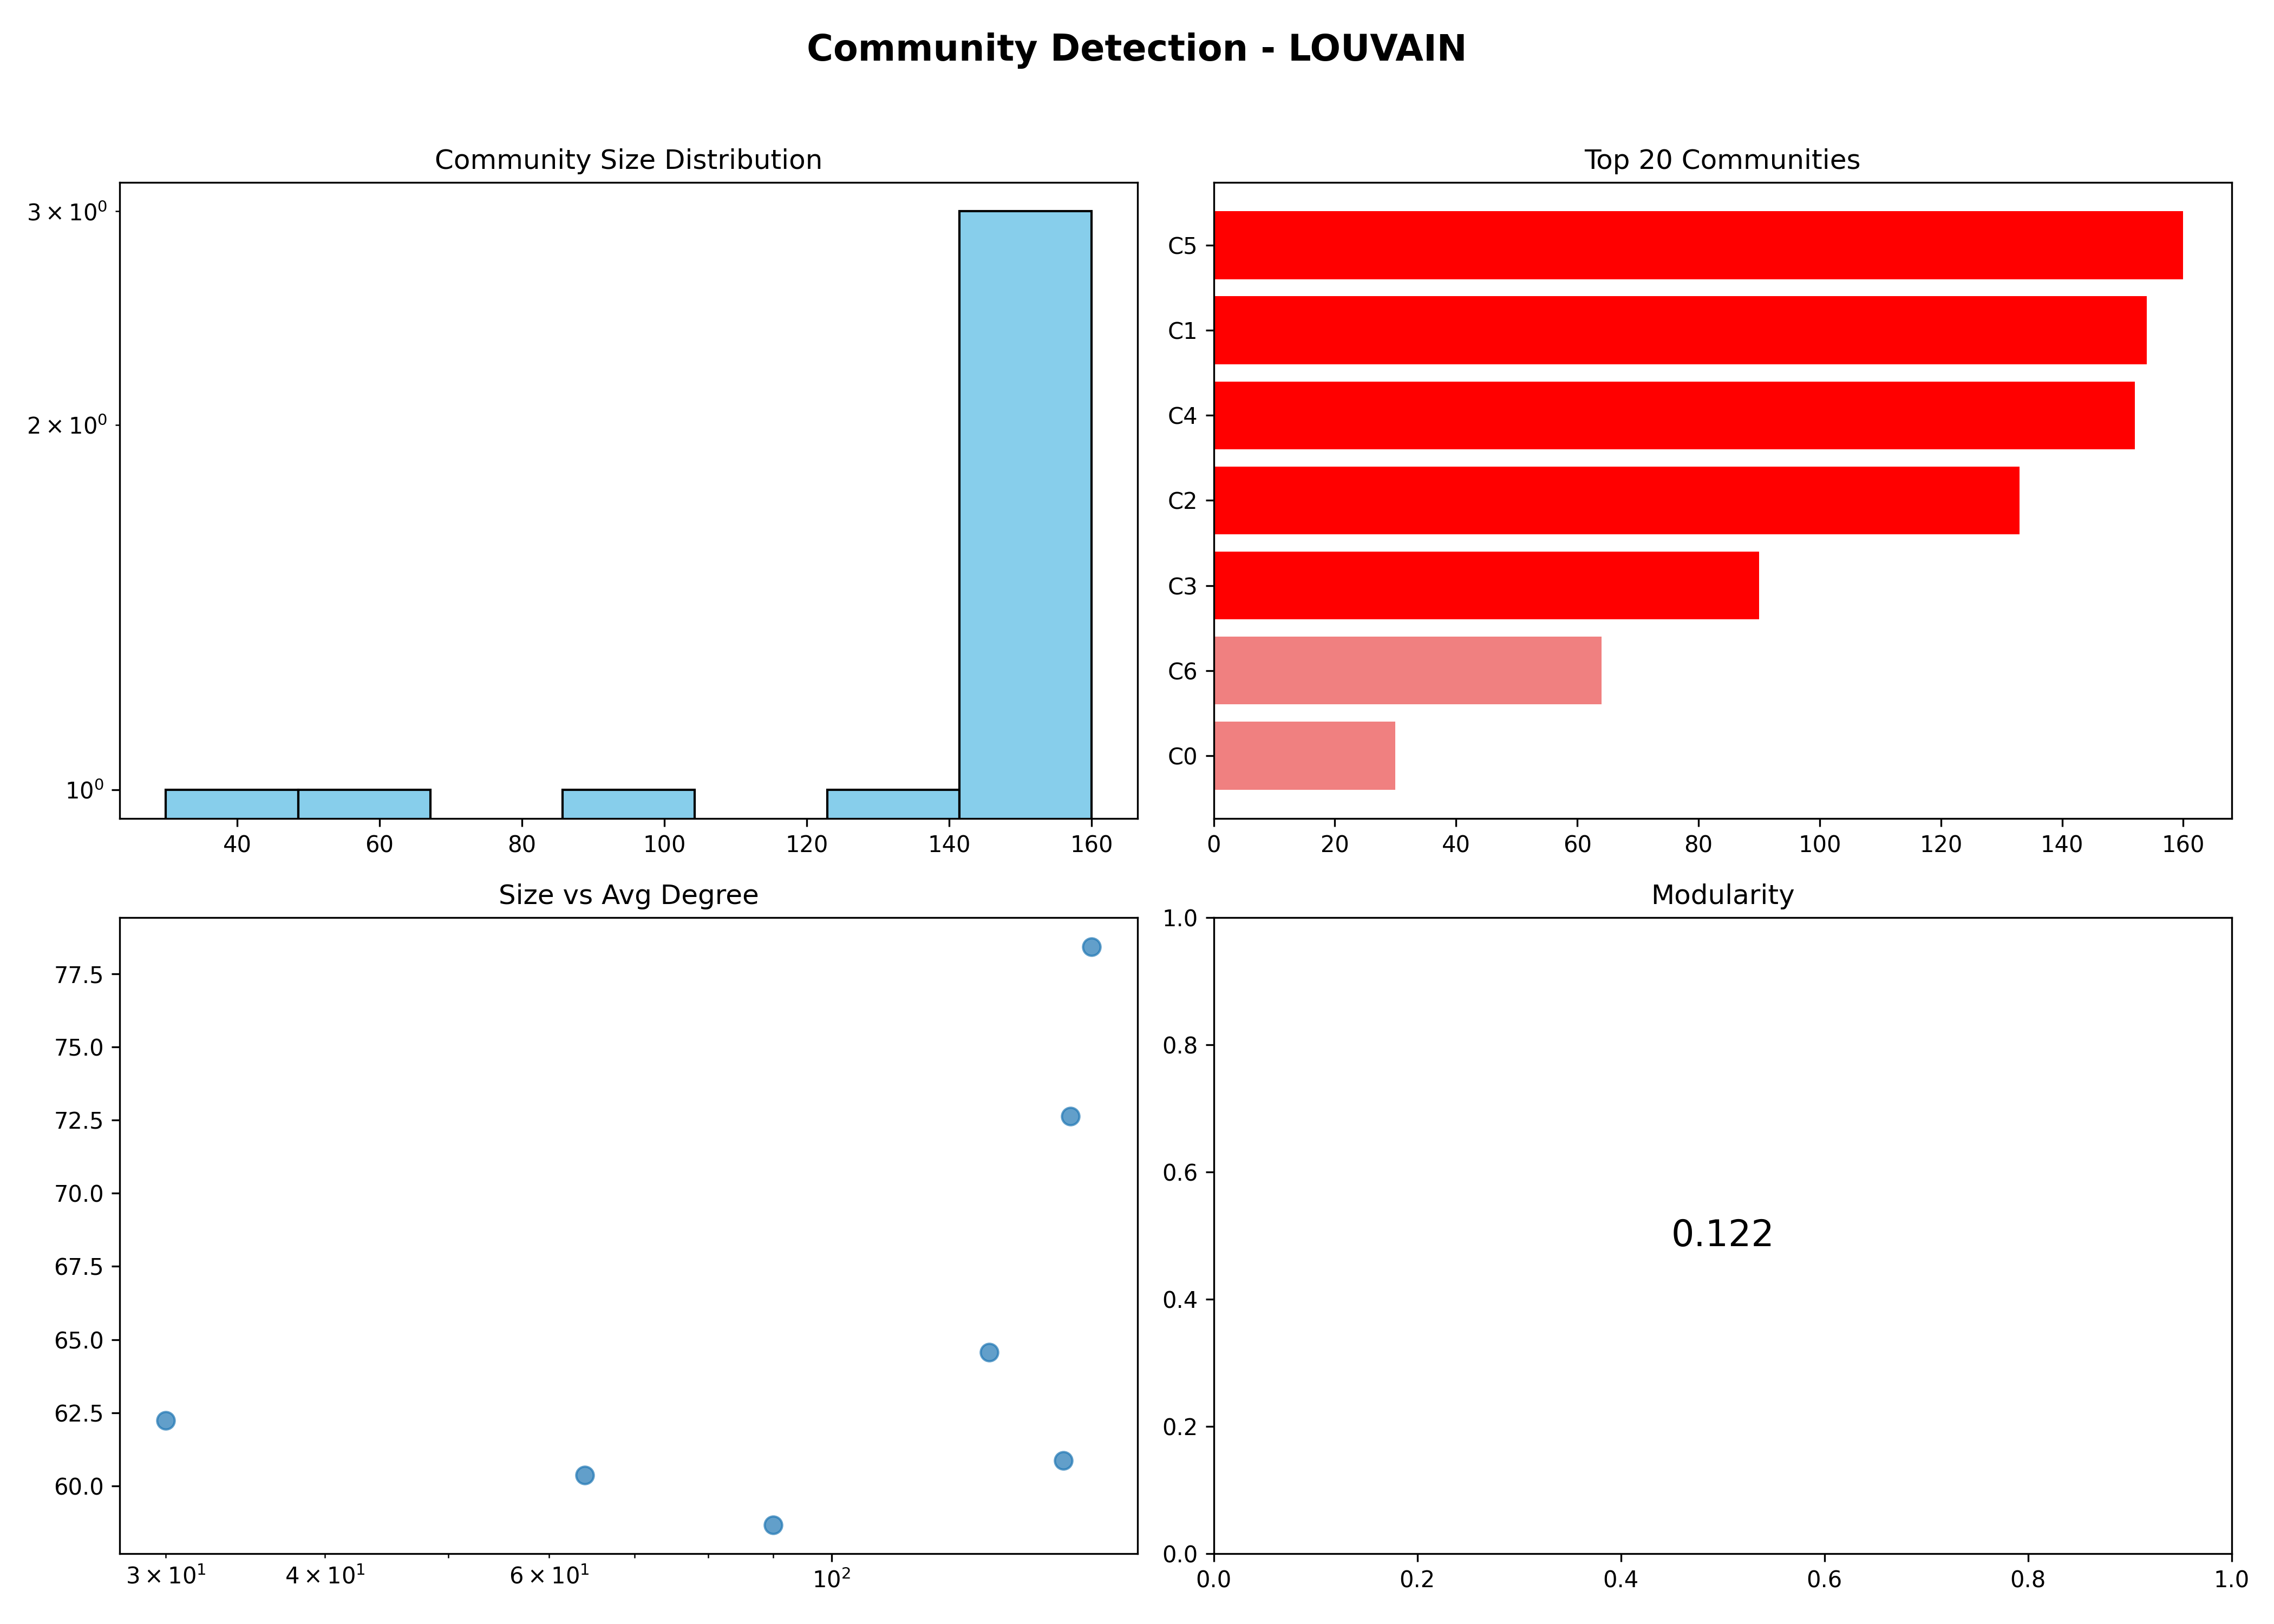 Community Detection - LOUVAIN
Community Size Distribution
3 × 10⁰
2 × 10⁰
10⁰
40 60 80 100 120 140 160
Top 20 Communities
C5
C1
C4
C2
C3
C6
C0
0 20 40 60 80 100 120 140 160
Size vs Avg Degree
77.5
75.0
72.5
70.0
67.5
65.0
62.5
60.0
3 × 10¹ 4 × 10¹ 6 × 10¹ 10²
Modularity
1.0
0.8
0.6
0.4
0.2
0.0
0.122
0.0 0.2 0.4 0.6 0.8 1.0